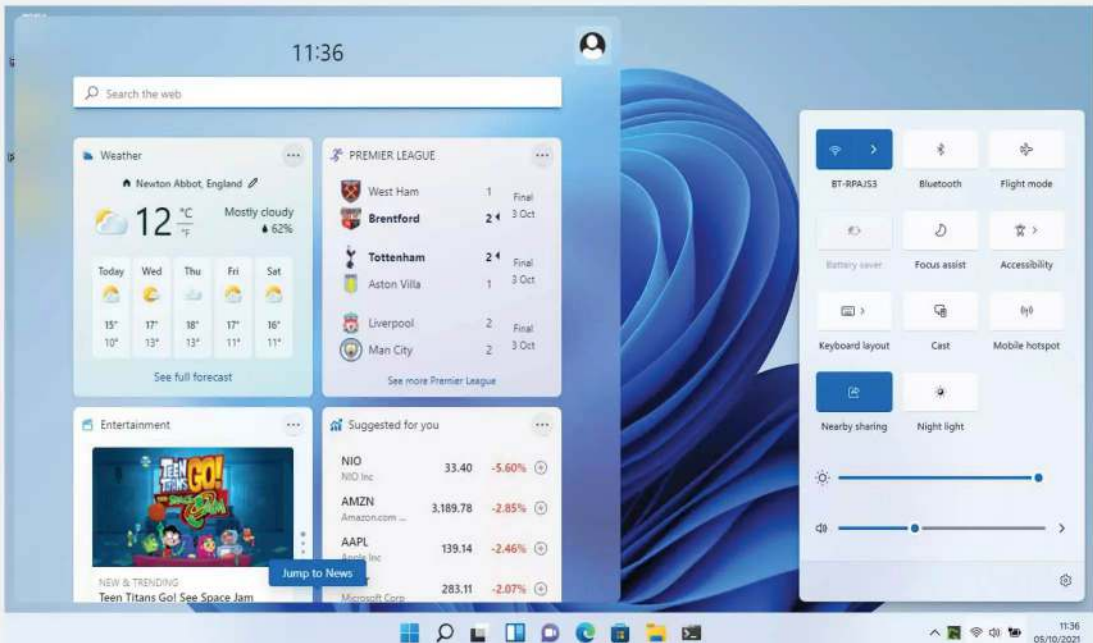 11:36
Search the web
Weather
Newton Abbot, England
12 °C
°F
Mostly cloudy
62%
Today Wed Thu Fri Sat
15° 17° 18° 17° 16°
10° 13° 13° 11° 11°
See full forecast
PREMIER LEAGUE
West Ham 1
Brentford 2
Final
3 Oct
Tottenham 2
Aston Villa 1
Final
3 Oct
Liverpool 2
Man City 2
Final
3 Oct
See more Premier League
Entertainment
TEEN TITANS GO!
SEE SPACE JAM
NEW & TRENDING
Teen Titans Go! See Space Jam
Suggested for you
NIO 33.40 -5.60%
NIO Inc
AMZN 3,189.78 -2.85%
Amazon.com ...
AAPL 139.14 -2.46%
Apple Inc
283.11 -2.07%
Microsoft Corp
Jump to News
BT-RPAJS3 Bluetooth Flight mode
Battery saver Focus assist Accessibility
Keyboard layout Cast Mobile hotspot
Nearby sharing Night light
11:36
05/10/2021